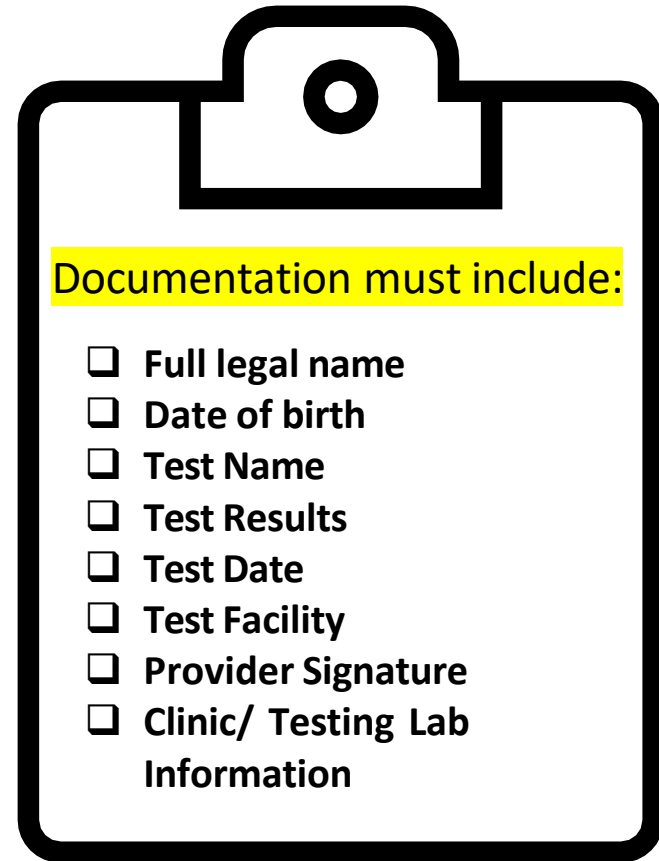 Documentation must include:
❑ Full legal name
❑ Date of birth
❑ Test Name
❑ Test Results
❑ Test Date
❑ Test Facility
❑ Provider Signature
❑ Clinic/ Testing Lab
Information